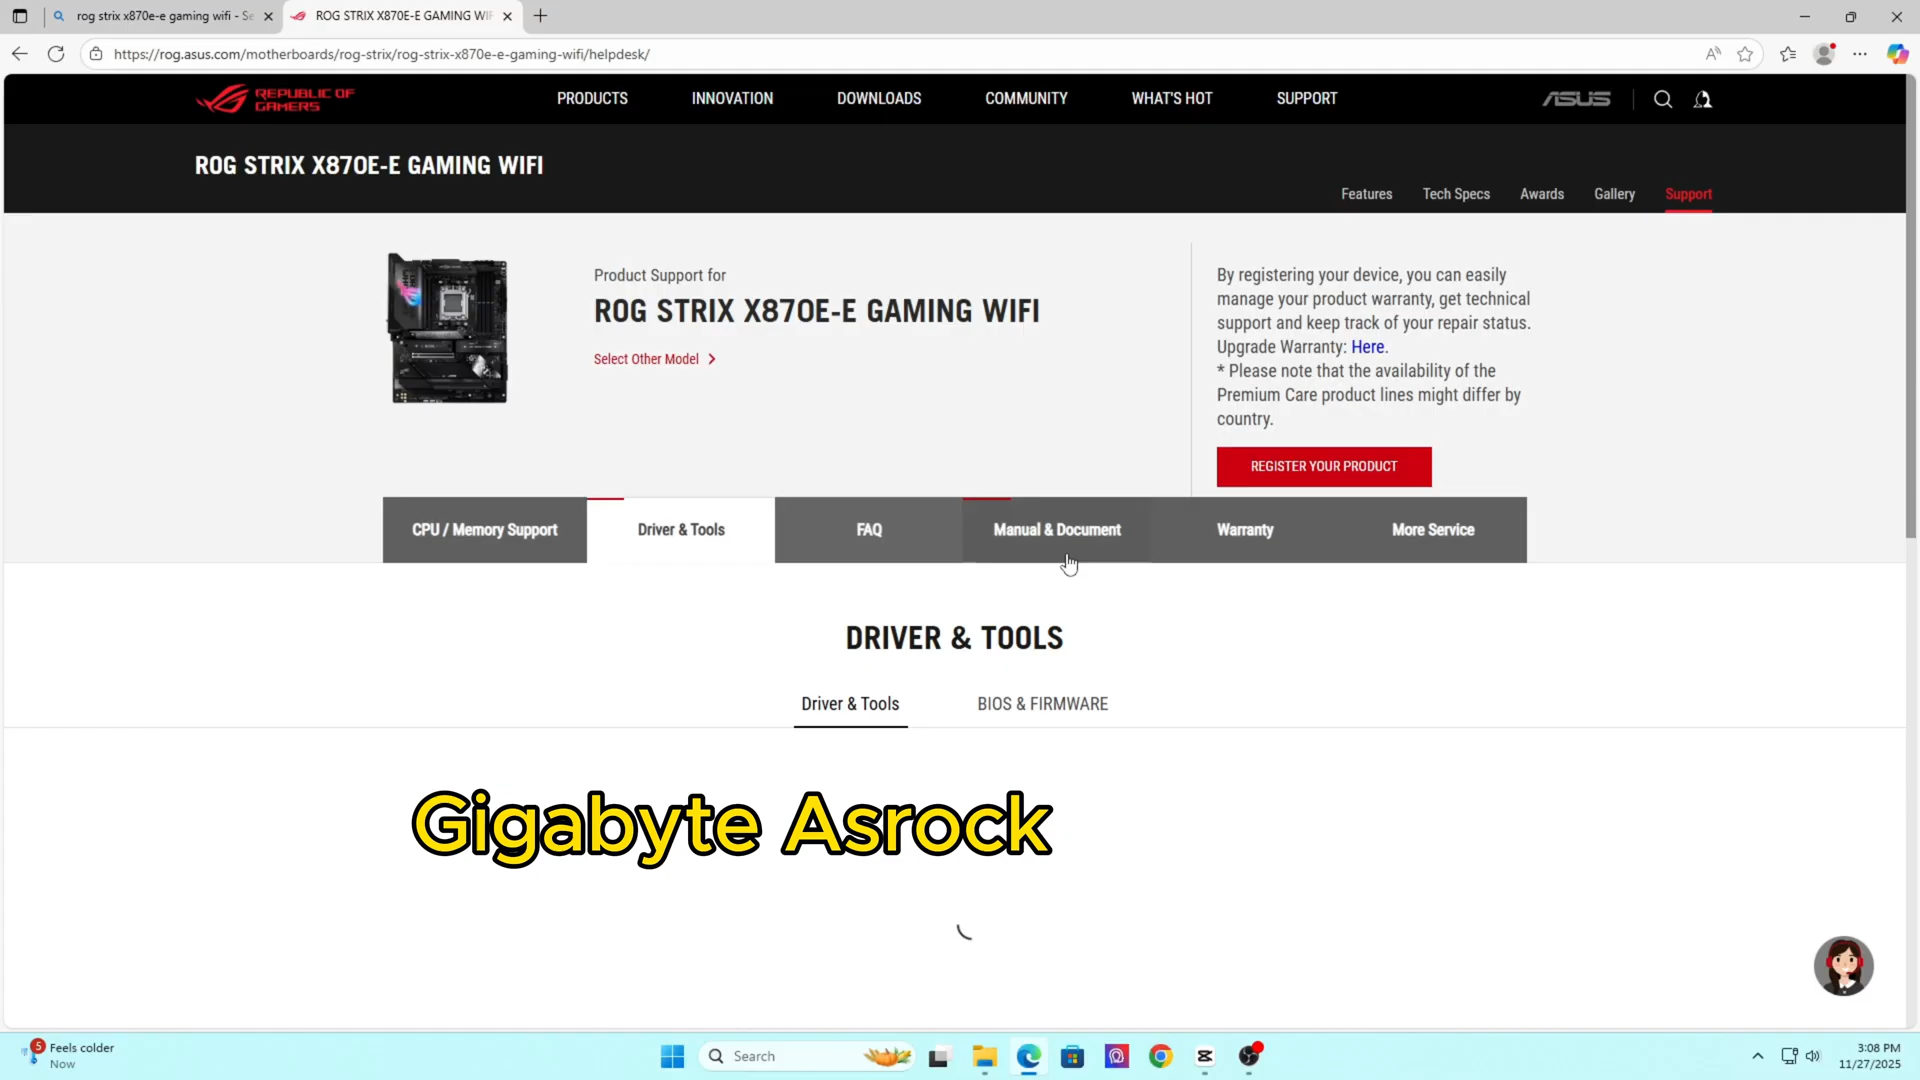 rog strix x870e-e gaming wifi - Se
ROG STRIX X870E-E GAMING WIF
https://rog.asus.com/motherboards/rog-strix/rog-strix-x870e-e-gaming-wifi/helpdesk/
REPUBLIC OF
GAMERS
PRODUCTS
INNOVATION
DOWNLOADS
COMMUNITY
WHAT'S HOT
SUPPORT
ASUS
ROG STRIX X870E-E GAMING WIFI
Features
Tech Specs
Awards
Gallery
Support
Product Support for
ROG STRIX X870E-E GAMING WIFI
Select Other Model
By registering your device, you can easily
manage your product warranty, get technical
support and keep track of your repair status.
Upgrade Warranty: Here.
* Please note that the availability of the
Premium Care product lines might differ by
country.
REGISTER YOUR PRODUCT
CPU / Memory Support
Driver & Tools
FAQ
Manual & Document
Warranty
More Service
DRIVER & TOOLS
Driver & Tools
BIOS & FIRMWARE
Gigabyte Asrock
5
Feels colder
Now
Search
3:08 PM
11/27/2025